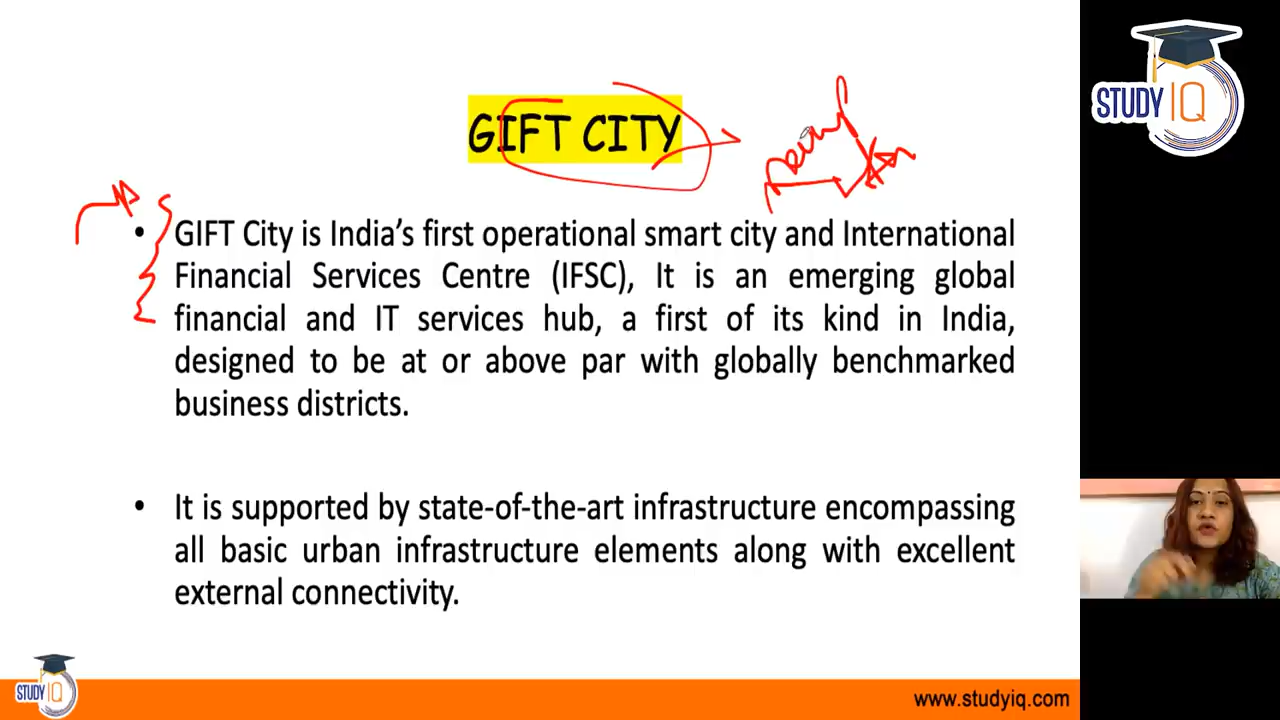 STUDY IQ
GIFT CITY
• GIFT City is India's first operational smart city and International
Financial Services Centre (IFSC), It is an emerging global
financial and IT services hub, a first of its kind in India,
designed to be at or above par with globally benchmarked
business districts.
• It is supported by state-of-the-art infrastructure encompassing
all basic urban infrastructure elements along with excellent
external connectivity.
STUDY IQ
www.studyiq.com